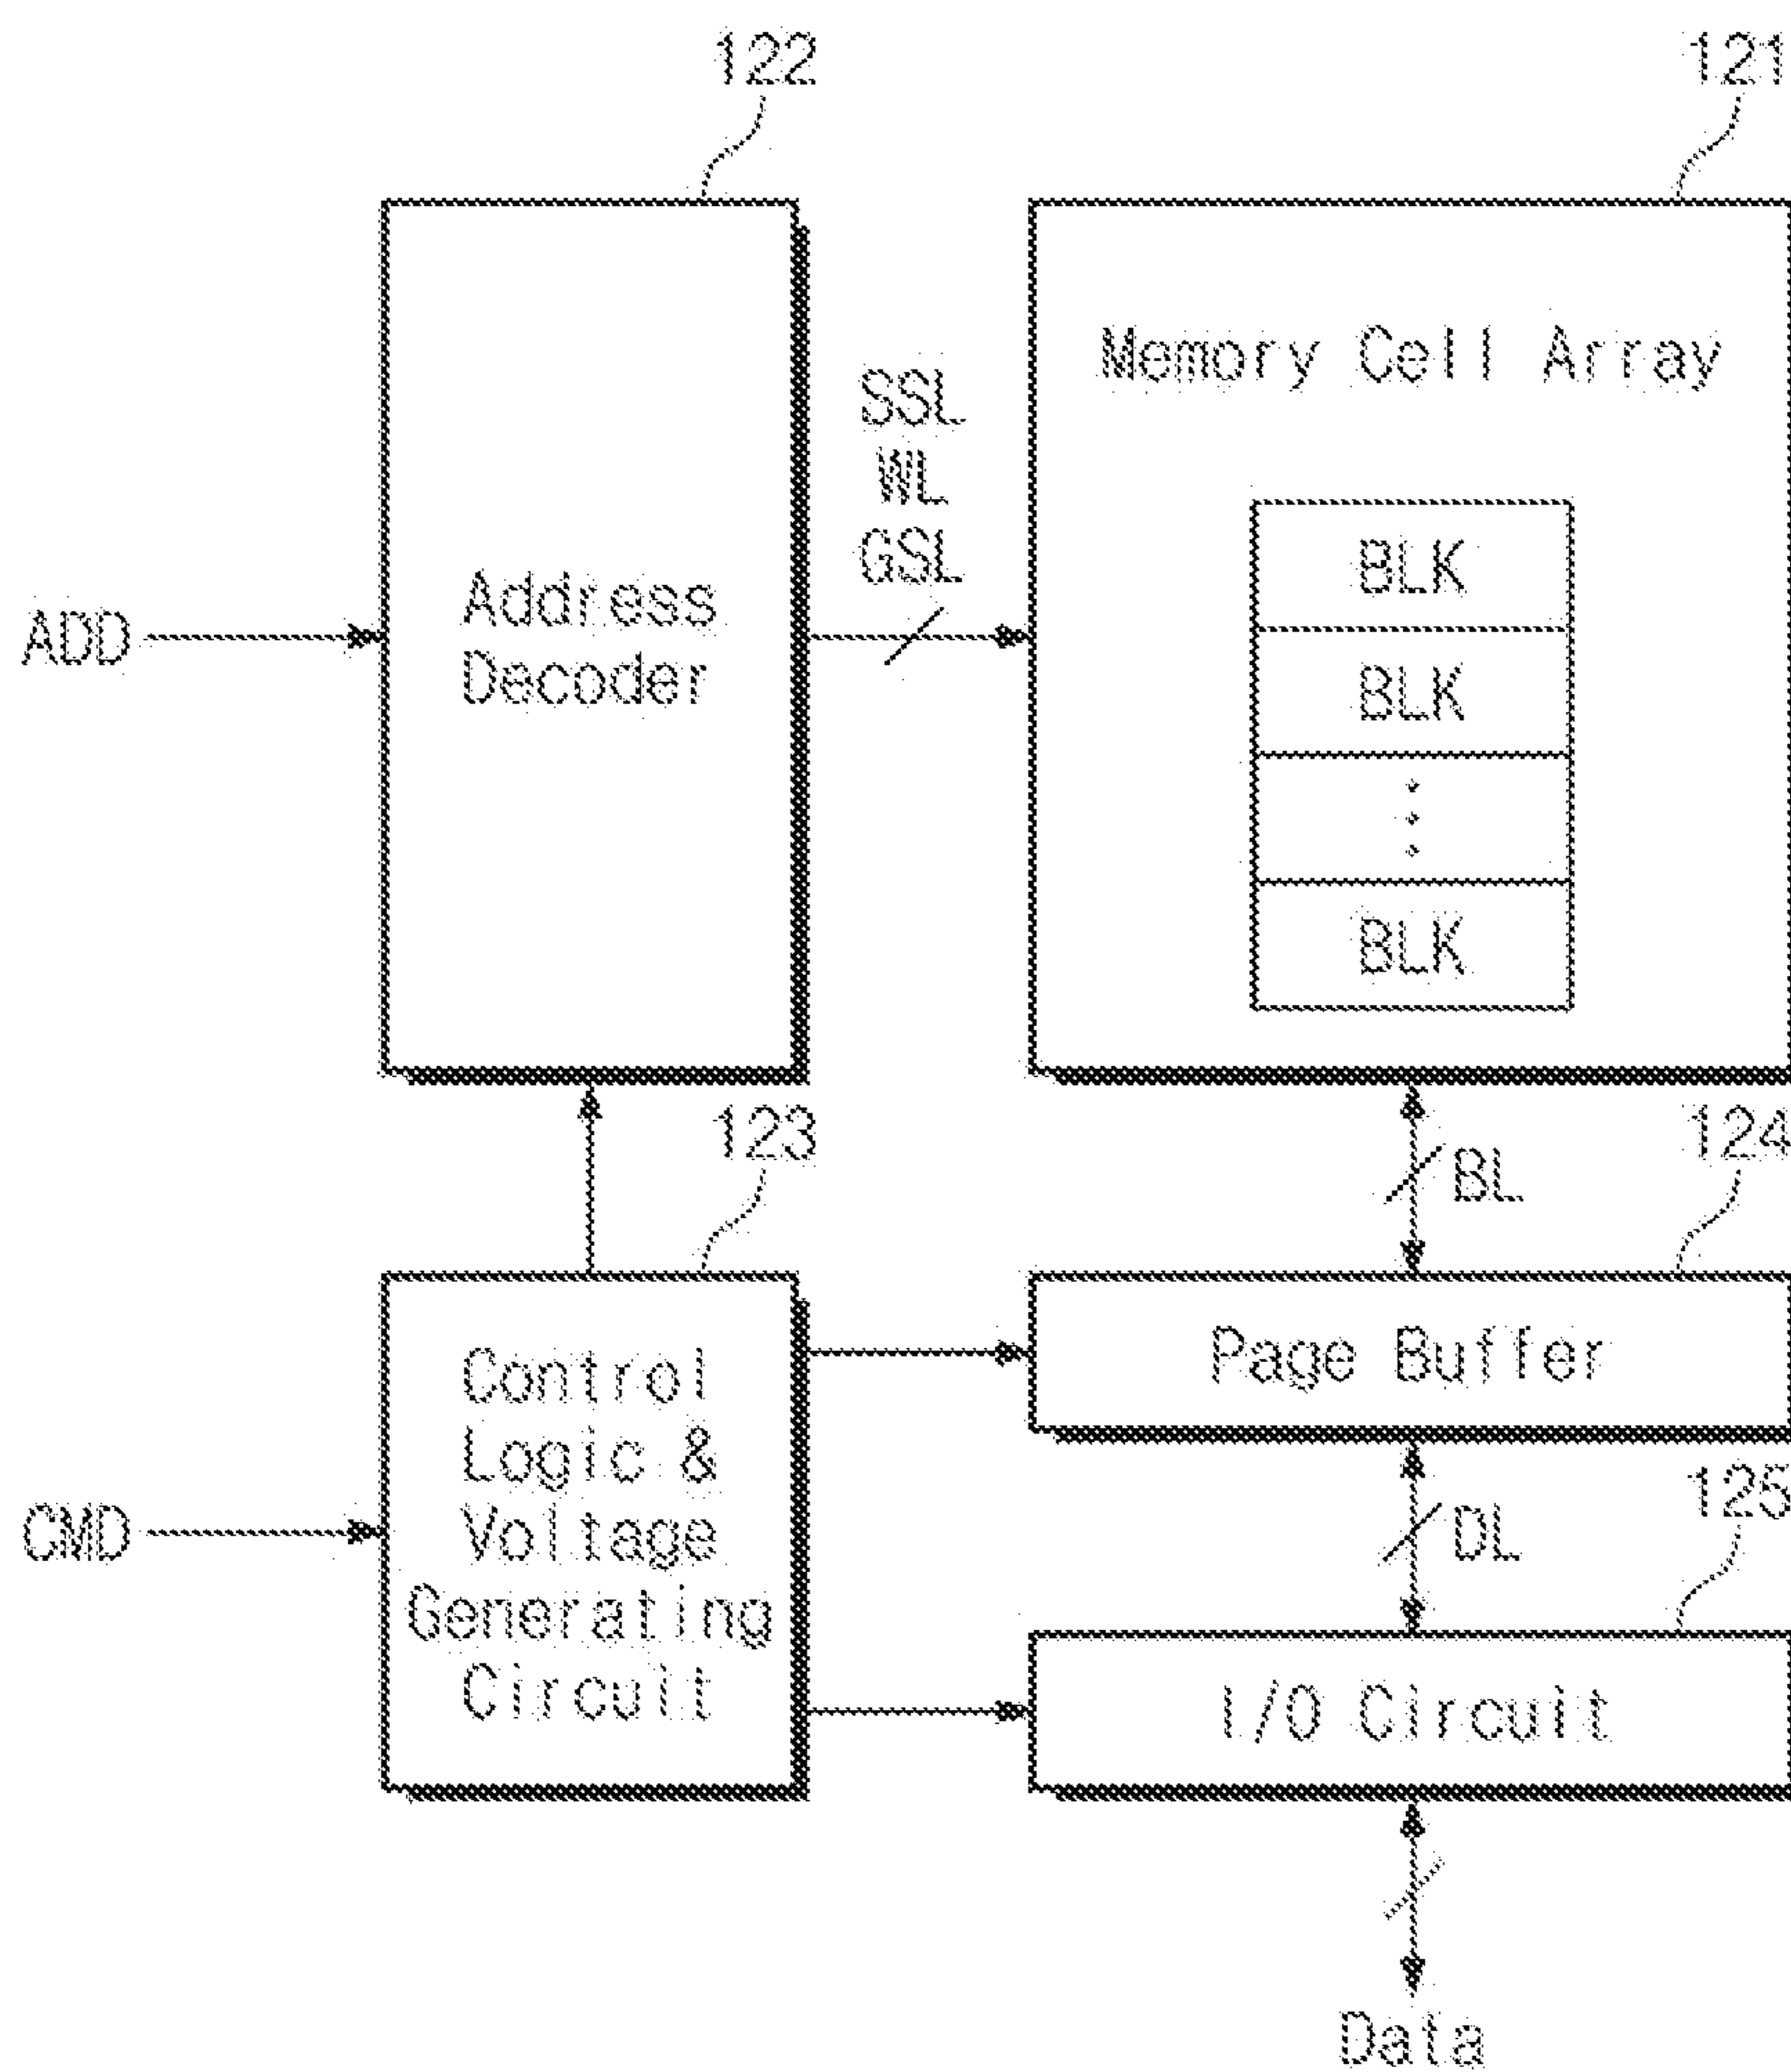 122
121
Memory Cell Array
SSL
WL
GSL
BLK
BLK
BLK
Address
Decoder
ADD
123
124
BL
Control
Logic &
Voltage
Generating
Circuit
Page Buffer
CMD
DL
125
I/O Circuit
Data